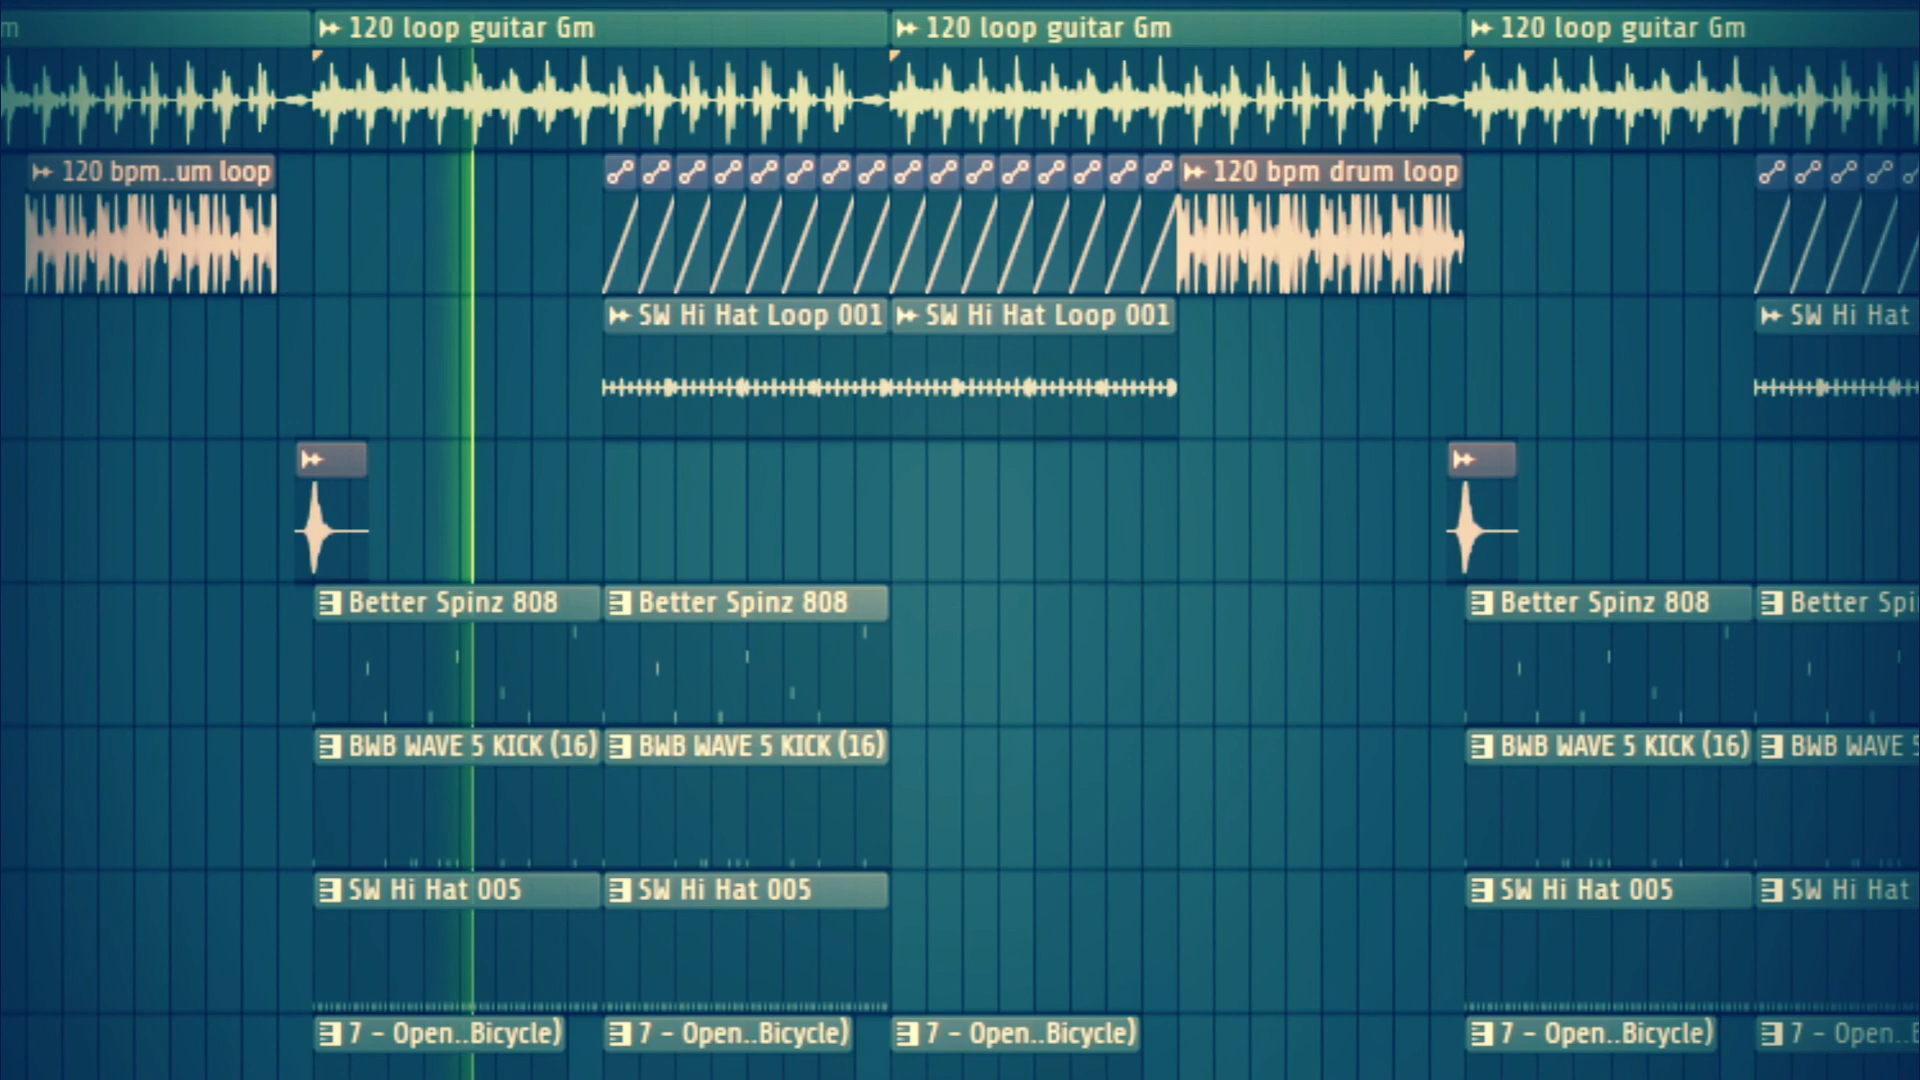 m 120 loop guitar Gm 120 loop guitar Gm 120 loop guitar Gm
120 bpm..um loop 120 bpm drum loop
SW Hi Hat Loop 001 SW Hi Hat Loop 001 SW Hi Hat
Better Spinz 808 Better Spinz 808 Better Spinz 808 Better Spi
BWB WAVE 5 KICK (16) BWB WAVE 5 KICK (16) BWB WAVE 5 KICK (16) BWB WAVE 5
SW Hi Hat 005 SW Hi Hat 005 SW Hi Hat 005 SW Hi Hat
7 - Open..Bicycle) 7 - Open..Bicycle) 7 - Open..Bicycle) 7 - Open..Bicycle) 7 - Open..B